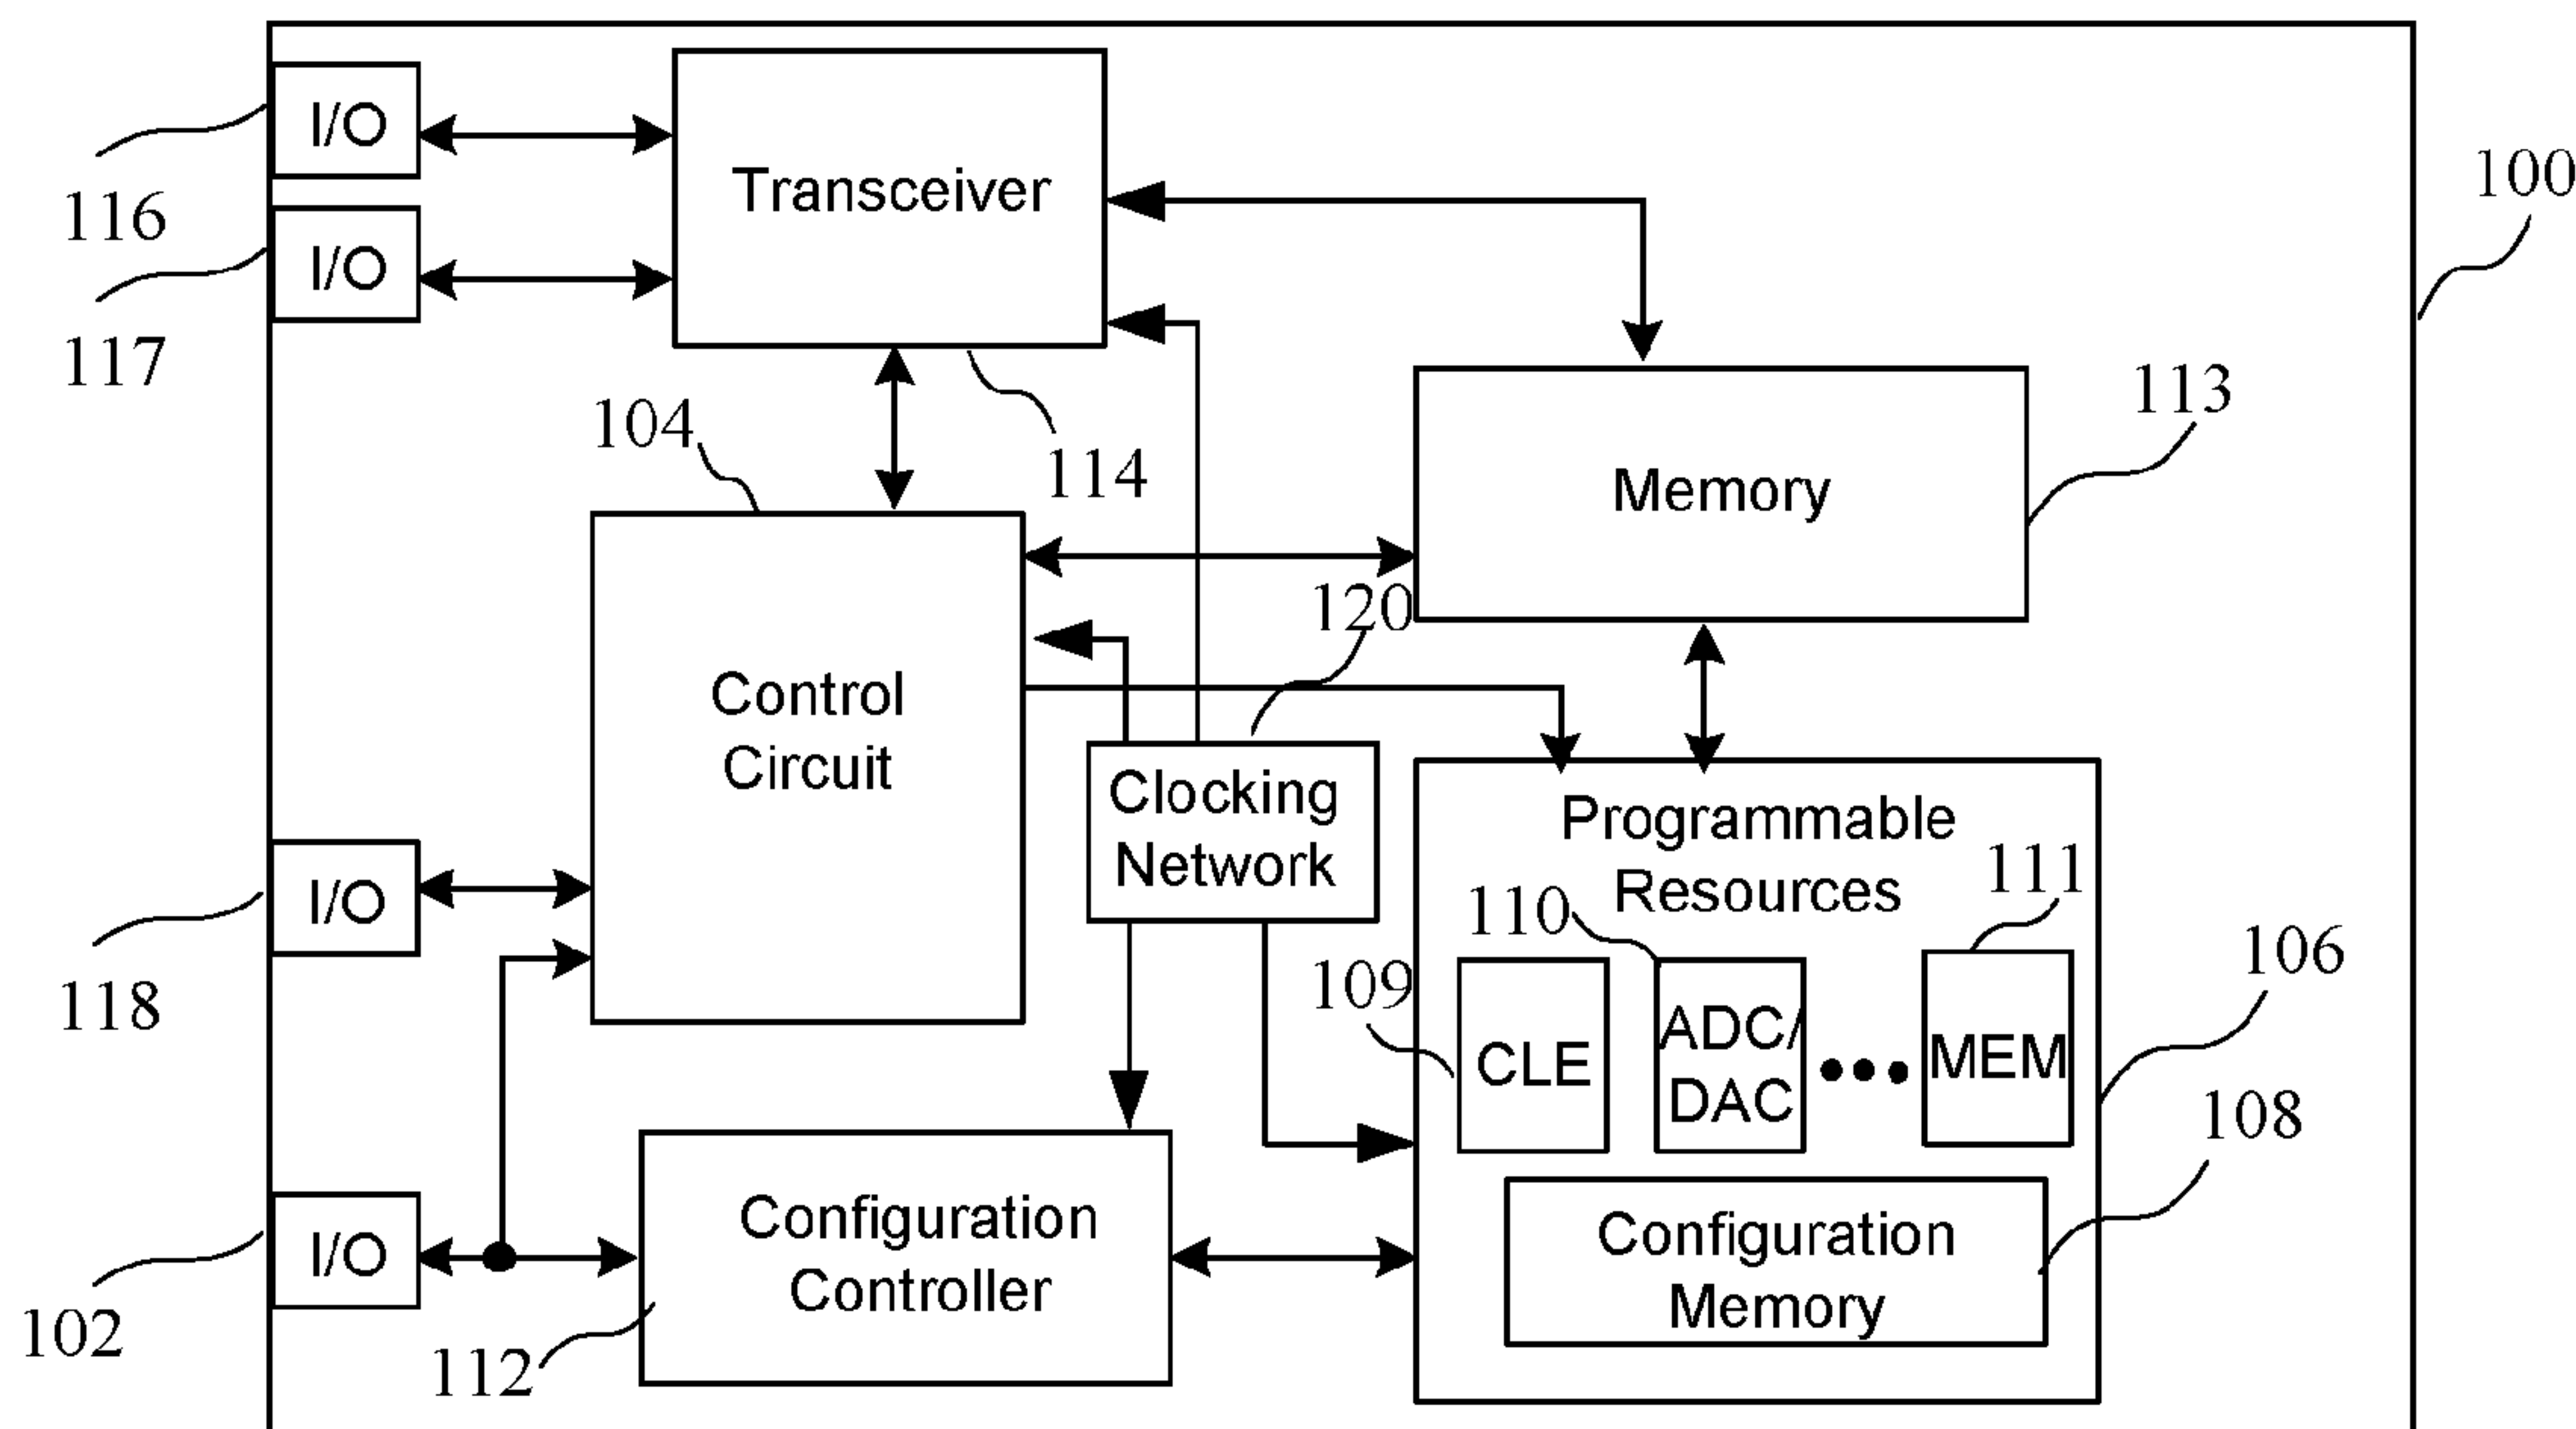 I/O
116
I/O
117
Transceiver
100
114
104
113
Memory
120
Control
Circuit
Clocking
Network
Programmable
Resources
110
111
109
CLE
ADC/
DAC
MEM
106
108
Configuration
Memory
I/O
118
I/O
102
Configuration
Controller
112